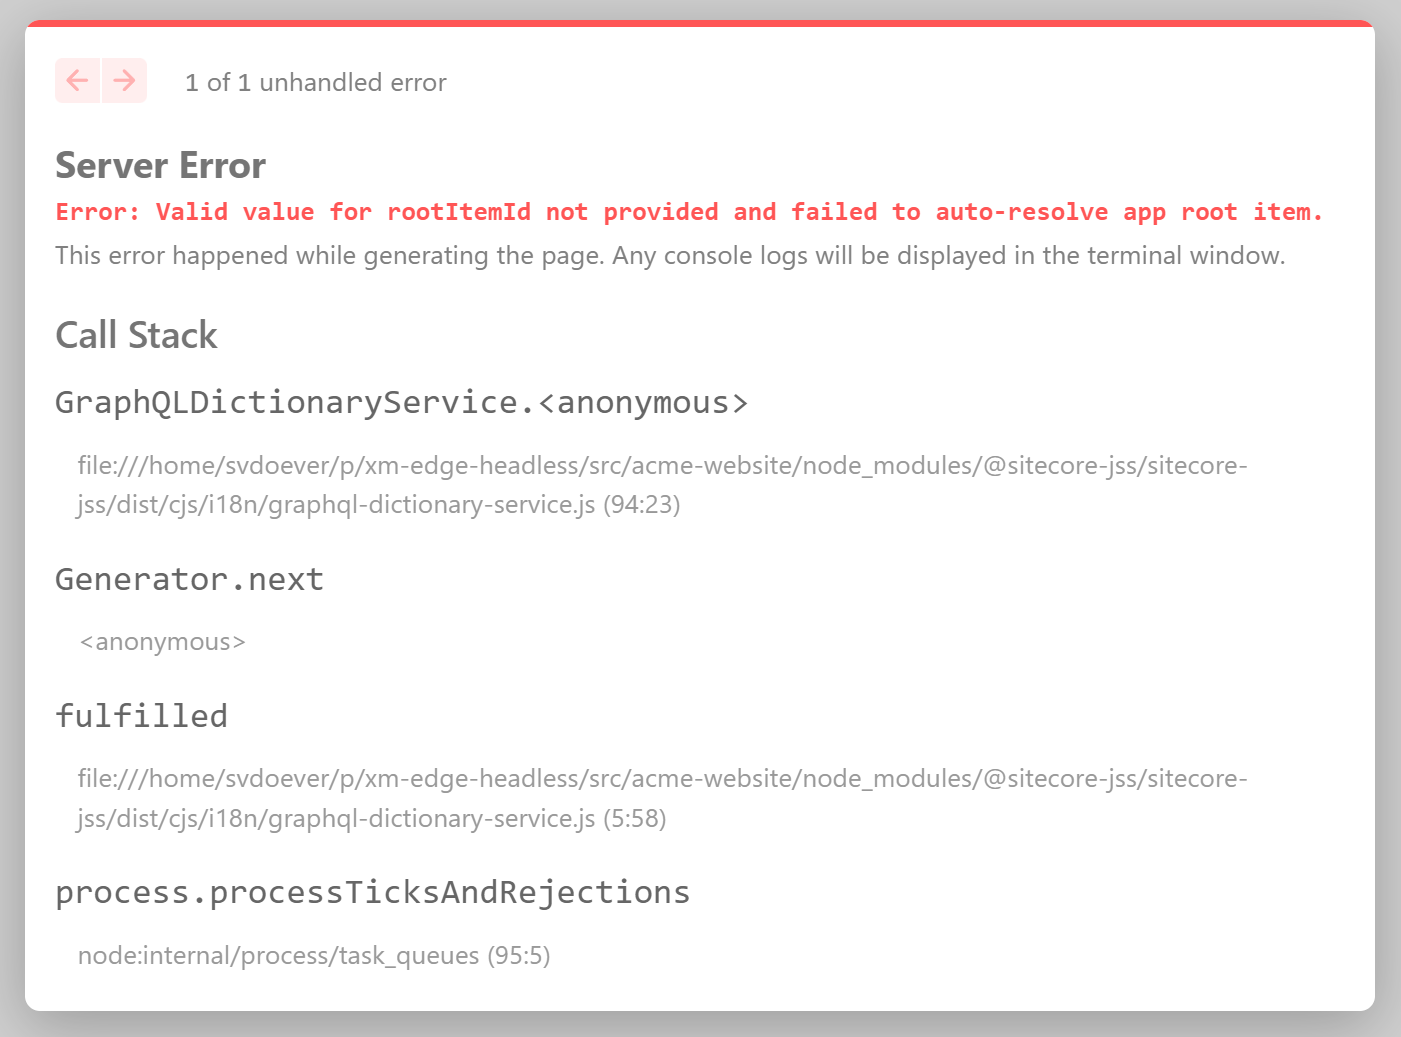 1 of 1 unhandled error
Server Error
Error: Valid value for rootItemId not provided and failed to auto-resolve app root item.
This error happened while generating the page. Any console logs will be displayed in the terminal window.
Call Stack
GraphQLDictionaryService.<anonymous>
file:///home/svdoever/p/xm-edge-headless/src/acme-website/node_modules/@sitecore-jss/sitecore-
jss/dist/cjs/i18n/graphql-dictionary-service.js (94:23)
Generator.next
<anonymous>
fulfilled
file:///home/svdoever/p/xm-edge-headless/src/acme-website/node_modules/@sitecore-jss/sitecore-
jss/dist/cjs/i18n/graphql-dictionary-service.js (5:58)
process.processTicksAndRejections
node:internal/process/task_queues (95:5)